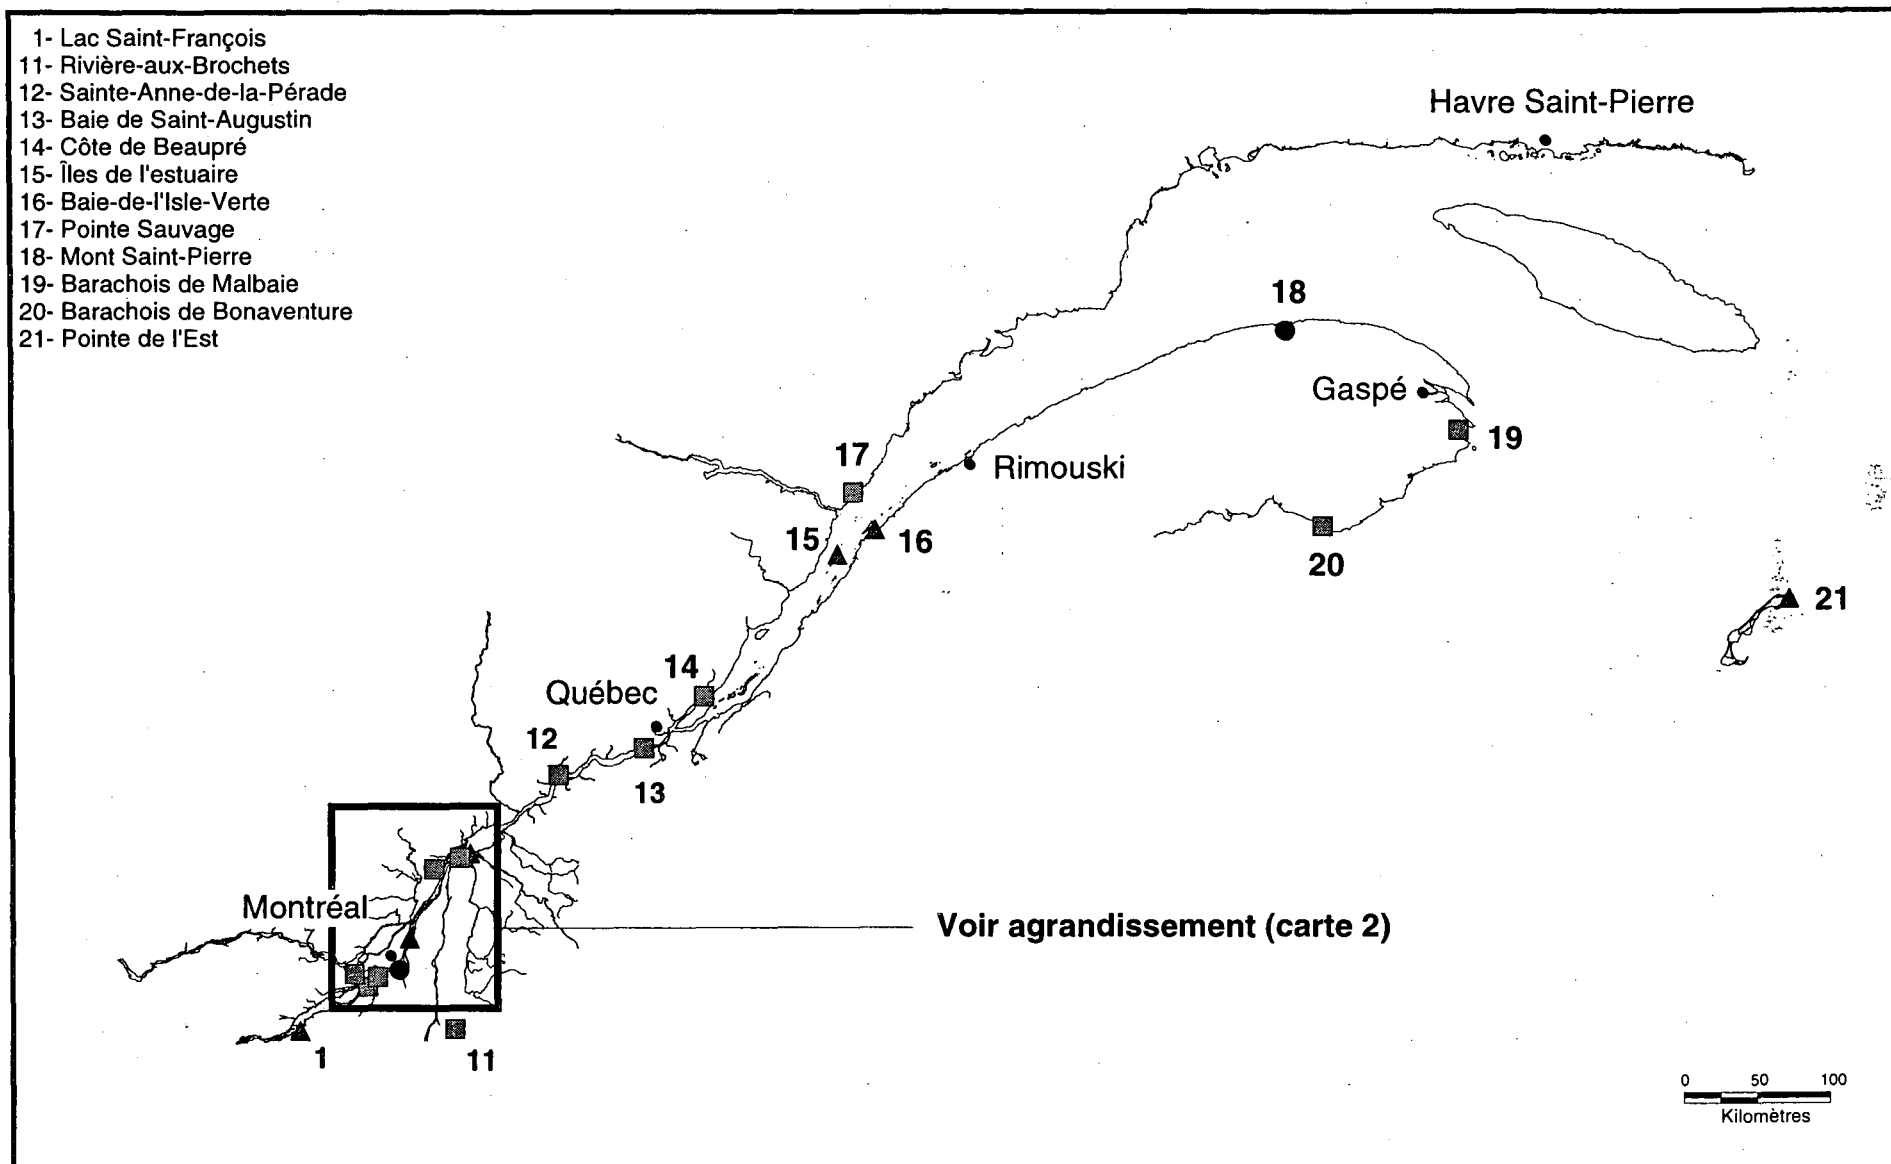 1- Lac Saint-François
11- Rivière-aux-Brochets
12- Sainte-Anne-de-la-Pérade
13- Baie de Saint-Augustin
14- Côte de Beaupré
15- Îles de l'estuaire
16- Baie-de-l'Isle-Verte
17- Pointe Sauvage
18- Mont Saint-Pierre
19- Barachois de Malbaie
20- Barachois de Bonaventure
21- Pointe de l'Est
Havre Saint-Pierre
18
Gaspé
19
17
Rimouski
15
16
20
21
14
Québec
12
13
Montréal
Voir agrandissement (carte 2)
1
11
0 50 100
Kilomètres